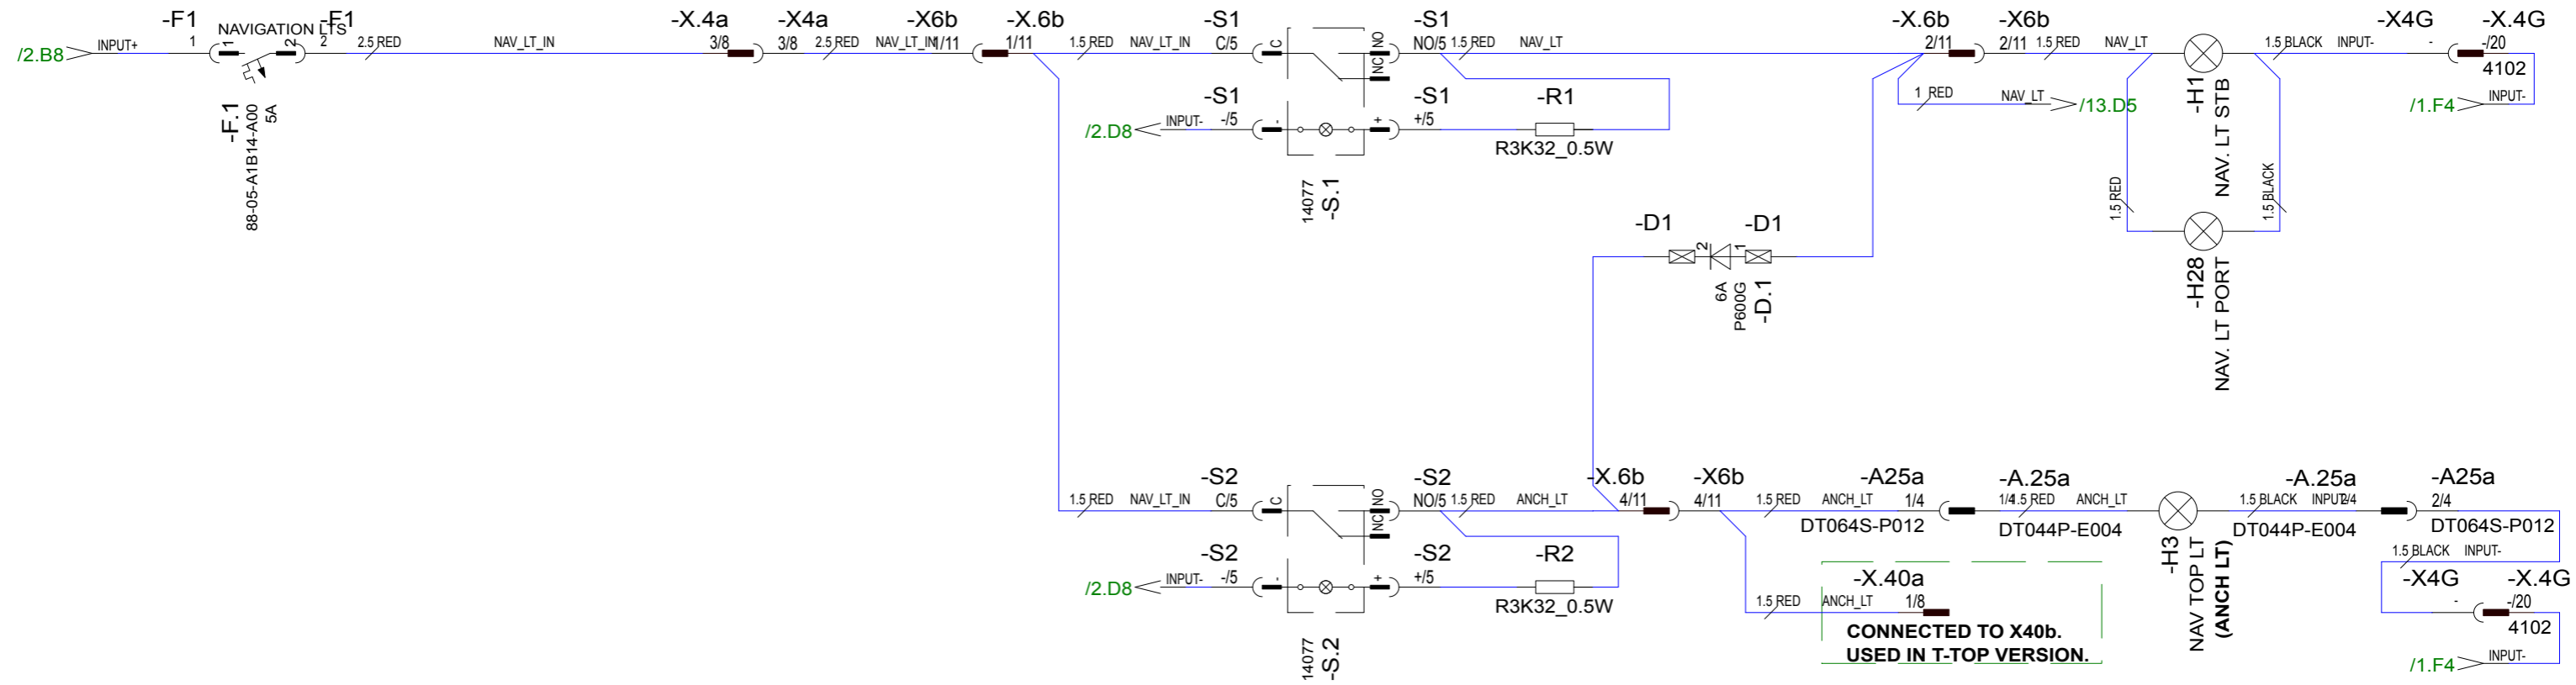 -F1 NAVIGATION LTS -F1
/2.B8 INPUT+ 1 1 2 2 2.5 RED NAV_LT_IN
-F.1
88-05-A1B14-A00
5A
-X.4a -X4a
3/8 3/8 2.5 RED NAV_LT_IN
-X6b -X.6b
1/11 1/11 1.5 RED NAV_LT_IN
-S1 -S1
C/5 C NO NC NO/5 1.5 RED NAV_LT
-S1 -S1 -R1
/2.D8 INPUT- -/5 - + +/5
R3K32_0.5W
14077
-S.1
-X.6b -X6b
2/11 2/11 1.5 RED NAV_LT
1 RED NAV_LT /13.D5
-H1
NAV. LT STB
1.5 BLACK INPUT-
-X4G -X.4G
- -/20
4102
/1.F4 INPUT-
1.5 RED
1.5 BLACK
-H28
NAV. LT PORT
-D1 -D1
2 1
6A
P600G
-D.1
-S2 -S2
1.5 RED NAV_LT_IN C/5 C NO NC NO/5 1.5 RED ANCH_LT
-S2 -S2 -R2
/2.D8 INPUT- -/5 - + +/5
R3K32_0.5W
14077
-S.2
-X.6b -X6b
4/11 4/11 1.5 RED ANCH_LT
-A25a -A.25a
1/4 1/4 1.5 RED ANCH_LT
DT064S-P012 DT044P-E004
-H3
NAV TOP LT
(ANCH LT)
-A.25a -A25a
1.5 BLACK INPUT- 2/4 2/4
DT044P-E004 DT064S-P012
1.5 BLACK INPUT-
-X4G -X.4G
- -/20
4102
/1.F4 INPUT-
-X.40a
1.5 RED ANCH_LT 1/8
CONNECTED TO X40b.
USED IN T-TOP VERSION.